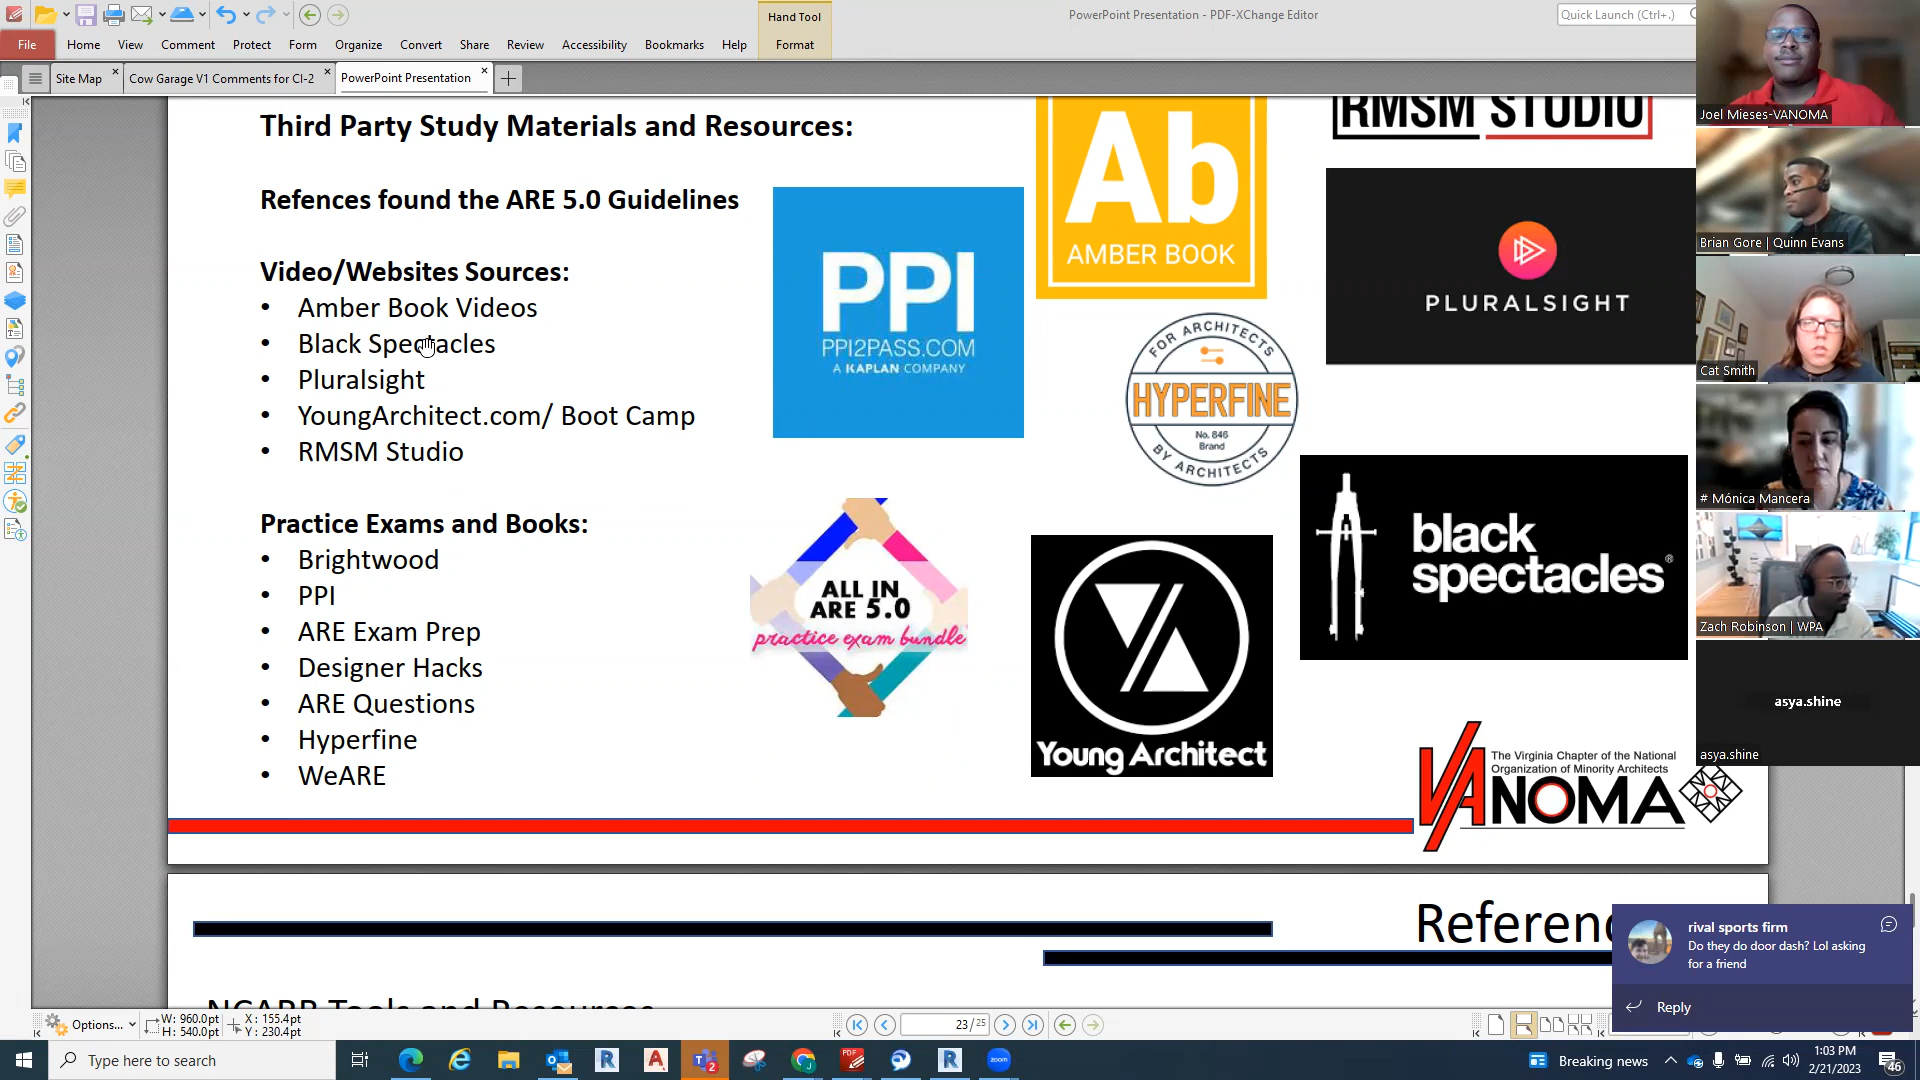 Hand Tool
PowerPoint Presentation - PDF-XChange Editor
Quick Launch (Ctrl+.)
File
Home
View
Comment
Protect
Form
Organize
Convert
Share
Review
Accessibility
Bookmarks
Help
Format
Site Map
Cow Garage V1 Comments for CI-2
PowerPoint Presentation
Third Party Study Materials and Resources:
Refences found the ARE 5.0 Guidelines
Video/Websites Sources:
• Amber Book Videos
• Black Spectacles
• Pluralsight
• YoungArchitect.com/ Boot Camp
• RMSM Studio
Practice Exams and Books:
• Brightwood
• PPI
• ARE Exam Prep
• Designer Hacks
• ARE Questions
• Hyperfine
• WeARE
PPI
PPI2PASS.COM
A KAPLAN COMPANY
Ab
AMBER BOOK
RMSM STUDIO
PLURALSIGHT
FOR ARCHITECTS
HYPERFINE
No. 846
Brand
BY ARCHITECTS
black
spectacles®
ALL IN
ARE 5.0
practice exam bundle
Young Architect
The Virginia Chapter of the National
Organization of Minority Architects
VANOMA
Joel Mieses-VANOMA
Brian Gore | Quinn Evans
Cat Smith
# Mónica Mancera
Zach Robinson | WPA
asya.shine
asya.shine
Referenc
NCARB Tools and Resources
rival sports firm
Do they do door dash? Lol asking
for a friend
Reply
Options...
W: 960.0pt
H: 540.0pt
X: 155.4pt
Y: 230.4pt
23 / 25
Type here to search
Breaking news
1:03 PM
2/21/2023
46